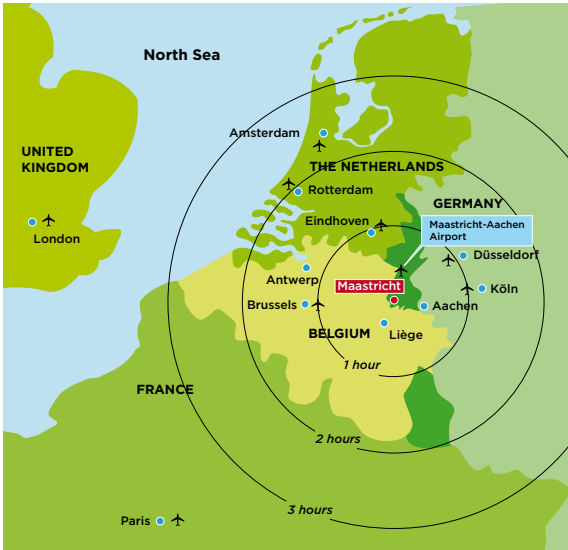 North Sea
Amsterdam
UNITED
KINGDOM
THE NETHERLANDS
Rotterdam
GERMANY
Eindhoven
Maastricht-Aachen
Airport
London
Düsseldorf
Antwerp
Maastricht
Köln
Brussels
Aachen
BELGIUM
Liège
1 hour
FRANCE
2 hours
3 hours
Paris